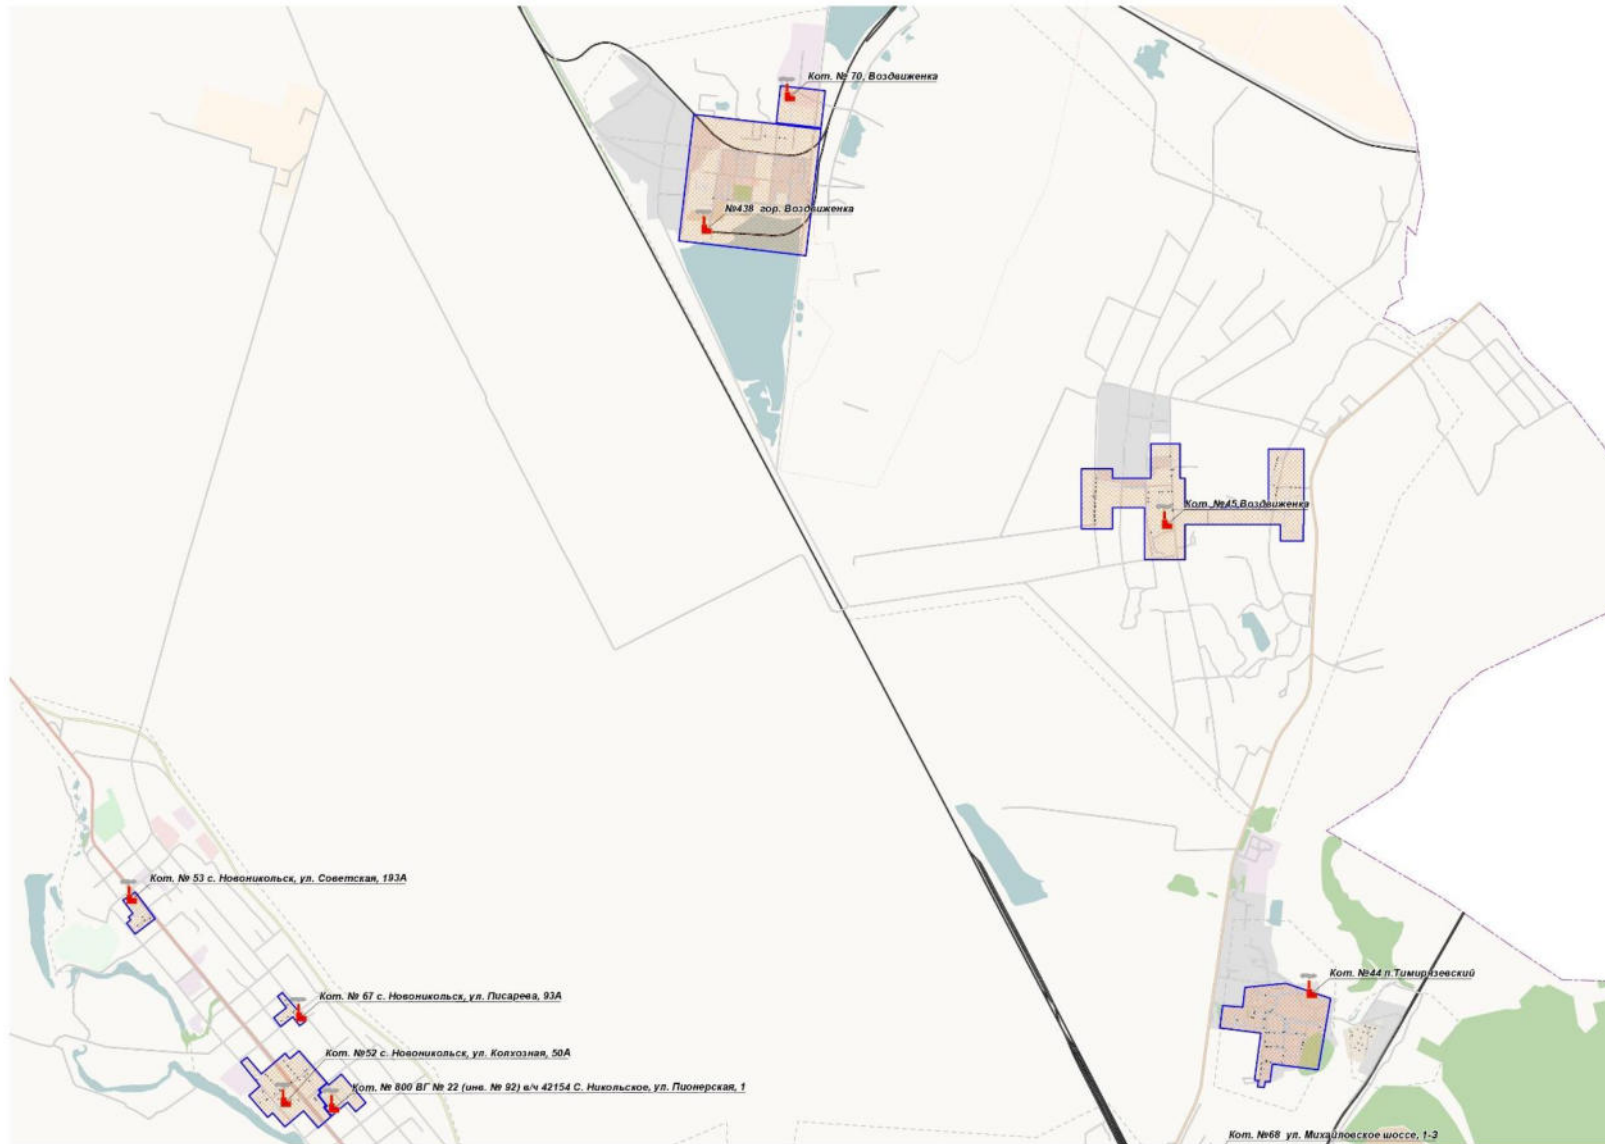 Кот. № 70, Воздвиженка
№438 гор. Воздвиженка
Кот. №45,Воздвиженка
Кот. № 53 с. Новоникольск, ул. Советская, 193А
Кот. №44 п.Тимирязевский
Кот. № 67 с. Новоникольск, ул. Писарева, 93А
Кот. №52 с. Новоникольск, ул. Колхозная, 50А
Кот. № 800 ВГ № 22 (инв. № 92) в/ч 42154 С. Никольское, ул. Пионерская, 1
Кот. №68 ул. Михайловское шоссе, 1-3